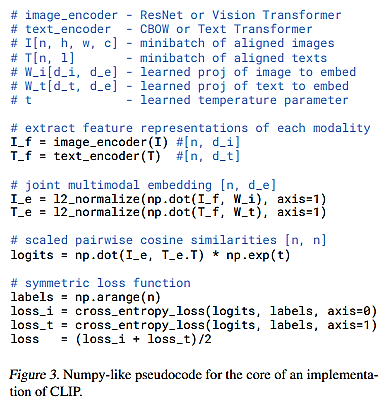 # image_encoder - ResNet or Vision Transformer
# text_encoder - CBOW or Text Transformer
# I[n, h, w, c] - minibatch of aligned images
# T[n, l] - minibatch of aligned texts
# W_i[d_i, d_e] - learned proj of image to embed
# W_t[d_t, d_e] - learned proj of text to embed
# t - learned temperature parameter
# extract feature representations of each modality
I_f = image_encoder(I) #[n, d_i]
T_f = text_encoder(T) #[n, d_t]
# joint multimodal embedding [n, d_e]
I_e = l2_normalize(np.dot(I_f, W_i), axis=1)
T_e = l2_normalize(np.dot(T_f, W_t), axis=1)
# scaled pairwise cosine similarities [n, n]
logits = np.dot(I_e, T_e.T) * np.exp(t)
# symmetric loss function
labels = np.arange(n)
loss_i = cross_entropy_loss(logits, labels, axis=0)
loss_t = cross_entropy_loss(logits, labels, axis=1)
loss = (loss_i + loss_t)/2
Figure 3. Numpy-like pseudocode for the core of an implementa-
tion of CLIP.